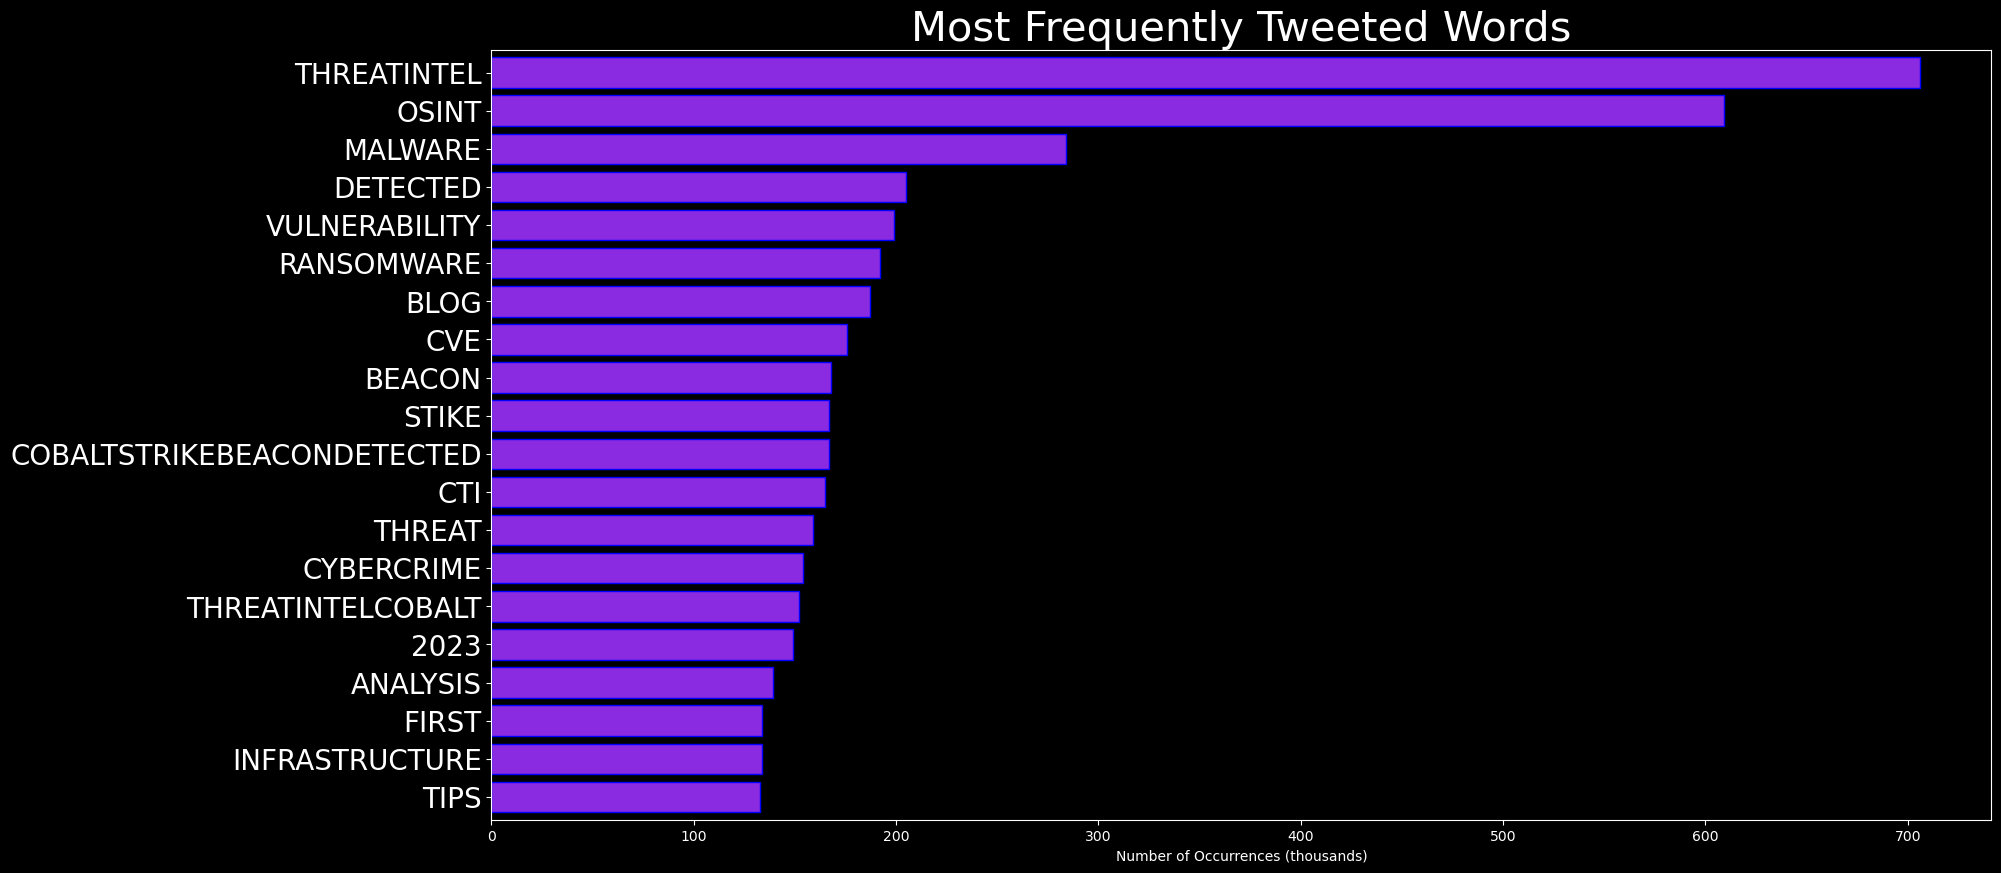 Most Frequently Tweeted Words
THREATINTEL
OSINT
MALWARE
DETECTED
VULNERABILITY
RANSOMWARE
BLOG
CVE
BEACON
STIKE
COBALTSTRIKEBEACONDETECTED
CTI
THREAT
CYBERCRIME
THREATINTELCOBALT
2023
ANALYSIS
FIRST
INFRASTRUCTURE
TIPS
0 100 200 300 400 500 600 700
Number of Occurrences (thousands)